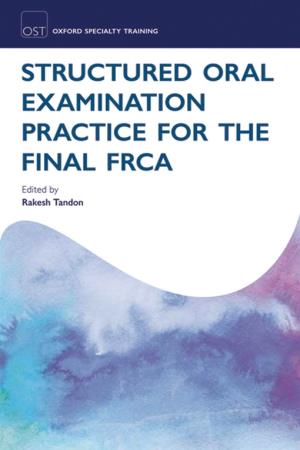 OST OXFORD SPECIALTY TRAINING
STRUCTURED ORAL
EXAMINATION
PRACTICE FOR THE
FINAL FRCA
Edited by
Rakesh Tandon